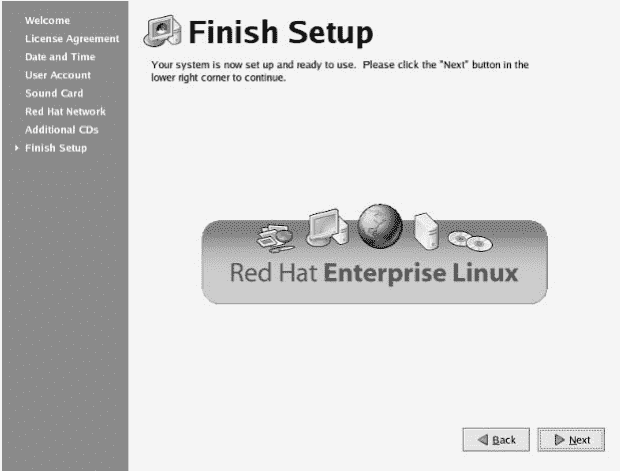 Welcome
License Agreement
Date and Time
User Account
Sound Card
Red Hat Network
Additional CDs
Finish Setup
Finish Setup
Your system is now set up and ready to use. Please click the "Next" button in the
lower right corner to continue.
Red Hat Enterprise Linux
Back
Next